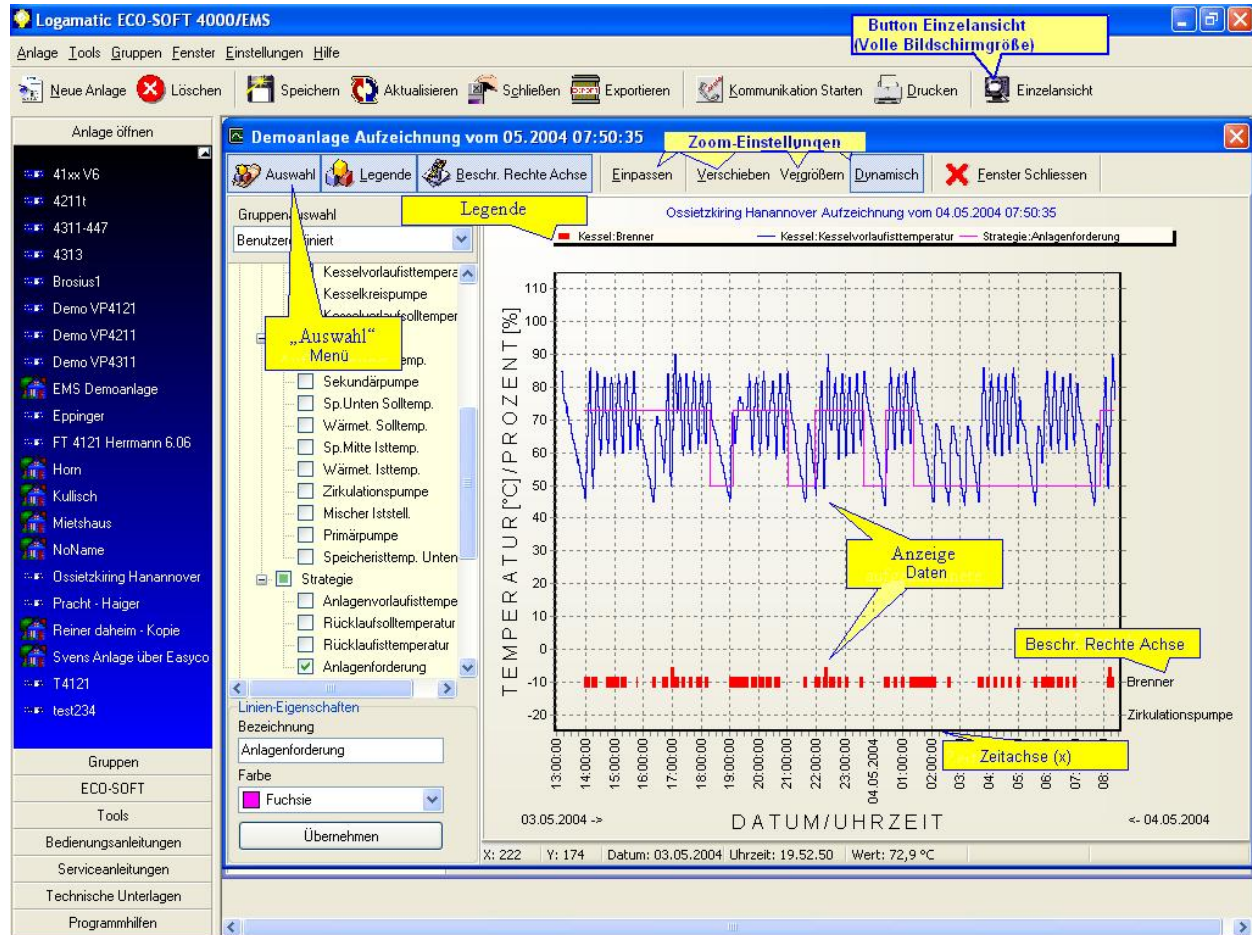 Logamatic ECO-SOFT 4000/EMS
Button Einzelansicht
(Volle Bildschirmgröße)
Anlage Tools Gruppen Fenster Einstellungen Hilfe
Neue Anlage Löschen Speichern Aktualisieren Schließen Exportieren Kommunikation Starten Drucken Einzelansicht
Anlage öffnen
41xx V6
4211t
4311-447
4313
Brosius1
Demo VP4121
Demo VP4211
Demo VP4311
EMS Demoanlage
Eppinger
FT 4121 Herrmann 6.06
Horn
Kullisch
Mietshaus
NoName
Ossietzkiring Hanannover
Pracht - Haiger
Reiner daheim - Kopie
Svens Anlage über Easyco
T4121
test234
Gruppen
ECO-SOFT
Tools
Bedienungsanleitungen
Serviceanleitungen
Technische Unterlagen
Programmhilfen
Demoanlage Aufzeichnung vom 05.2004 07:50:35
Zoom-Einstellungen
Auswahl Legende Beschr. Rechte Achse Einpassen Verschieben Vergrößern Dynamisch Fenster Schliessen
Gruppenauswahl
Legende
Kesselvorlaufisttempera
Kesselkreispumpe
„Auswahl“
Menü
Sekundärpumpe
Sp.Unten Solltemp.
Wärmet. Solltemp.
Sp.Mitte Isttemp.
Wärmet. Isttemp.
Zirkulationspumpe
Mischer Iststell.
Primärpumpe
Speicheristtemp. Unten
Strategie
Anlagenvorlaufisttempe
Rücklaufsolltemperatur
Rücklaufisttemperatur
Anlagenforderung
Linien-Eigenschaften
Bezeichnung
Anlagenforderung
Farbe
Fuchsie
Übernehmen
Ossietzkiring Hanannover Aufzeichnung vom 04.05.2004 07:50:35
Kessel:Brenner Kessel:Kesselvorlaufisttemperatur Strategie:Anlagenforderung
TEMPERATUR[°C]/PROZENT[%]
110
100
90
80
70
60
50
40
30
20
10
0
-10
-20
Anzeige
Daten
Beschr. Rechte Achse
Brenner
Zirkulationspumpe
Zeitachse (x)
13:00:00
14:00:00
15:00:00
16:00:00
17:00:00
18:00:00
19:00:00
20:00:00
21:00:00
22:00:00
23:00:00
04.05.2004
01:00:00
02:00:00
03:
04:
05:
06:
07:
08:
03.05.2004 -> DATUM/UHRZEIT <- 04.05.2004
X: 222 Y: 174 Datum: 03.05.2004 Uhrzeit: 19.52.50 Wert: 72,9 °C